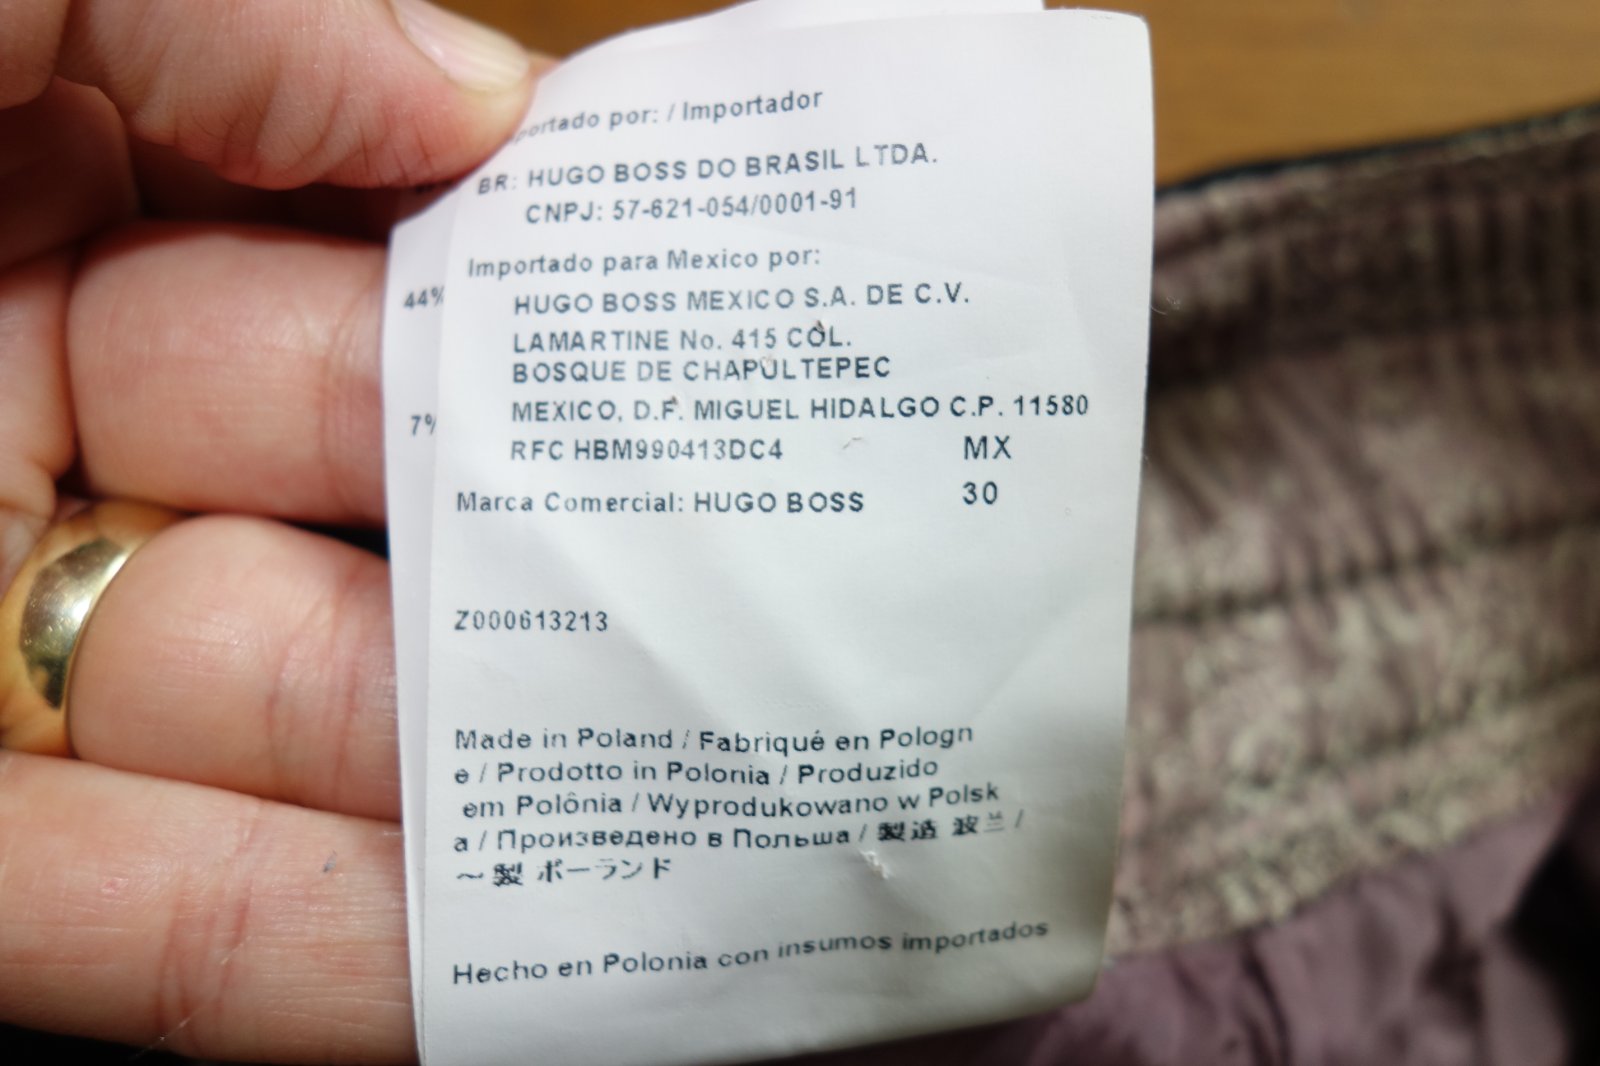 portado por: / Importador
BR: HUGO BOSS DO BRASIL LTDA.
CNPJ: 57-621-054/0001-91
Importado para Mexico por:
HUGO BOSS MEXICO S.A. DE C.V.
LAMARTINE No. 415 COL.
BOSQUE DE CHAPULTEPEC
MEXICO, D.F. MIGUEL HIDALGO C.P. 11580
RFC HBM990413DC4 MX
Marca Comercial: HUGO BOSS 30
44%
7%
Z000613213
Made in Poland / Fabriqué en Pologn
e / Prodotto in Polonia / Produzido
em Polônia / Wyprodukowano w Polsk
a / Произведено в Польша / 製造 波兰 /
～製 ポーランド
Hecho en Polonia con insumos importados